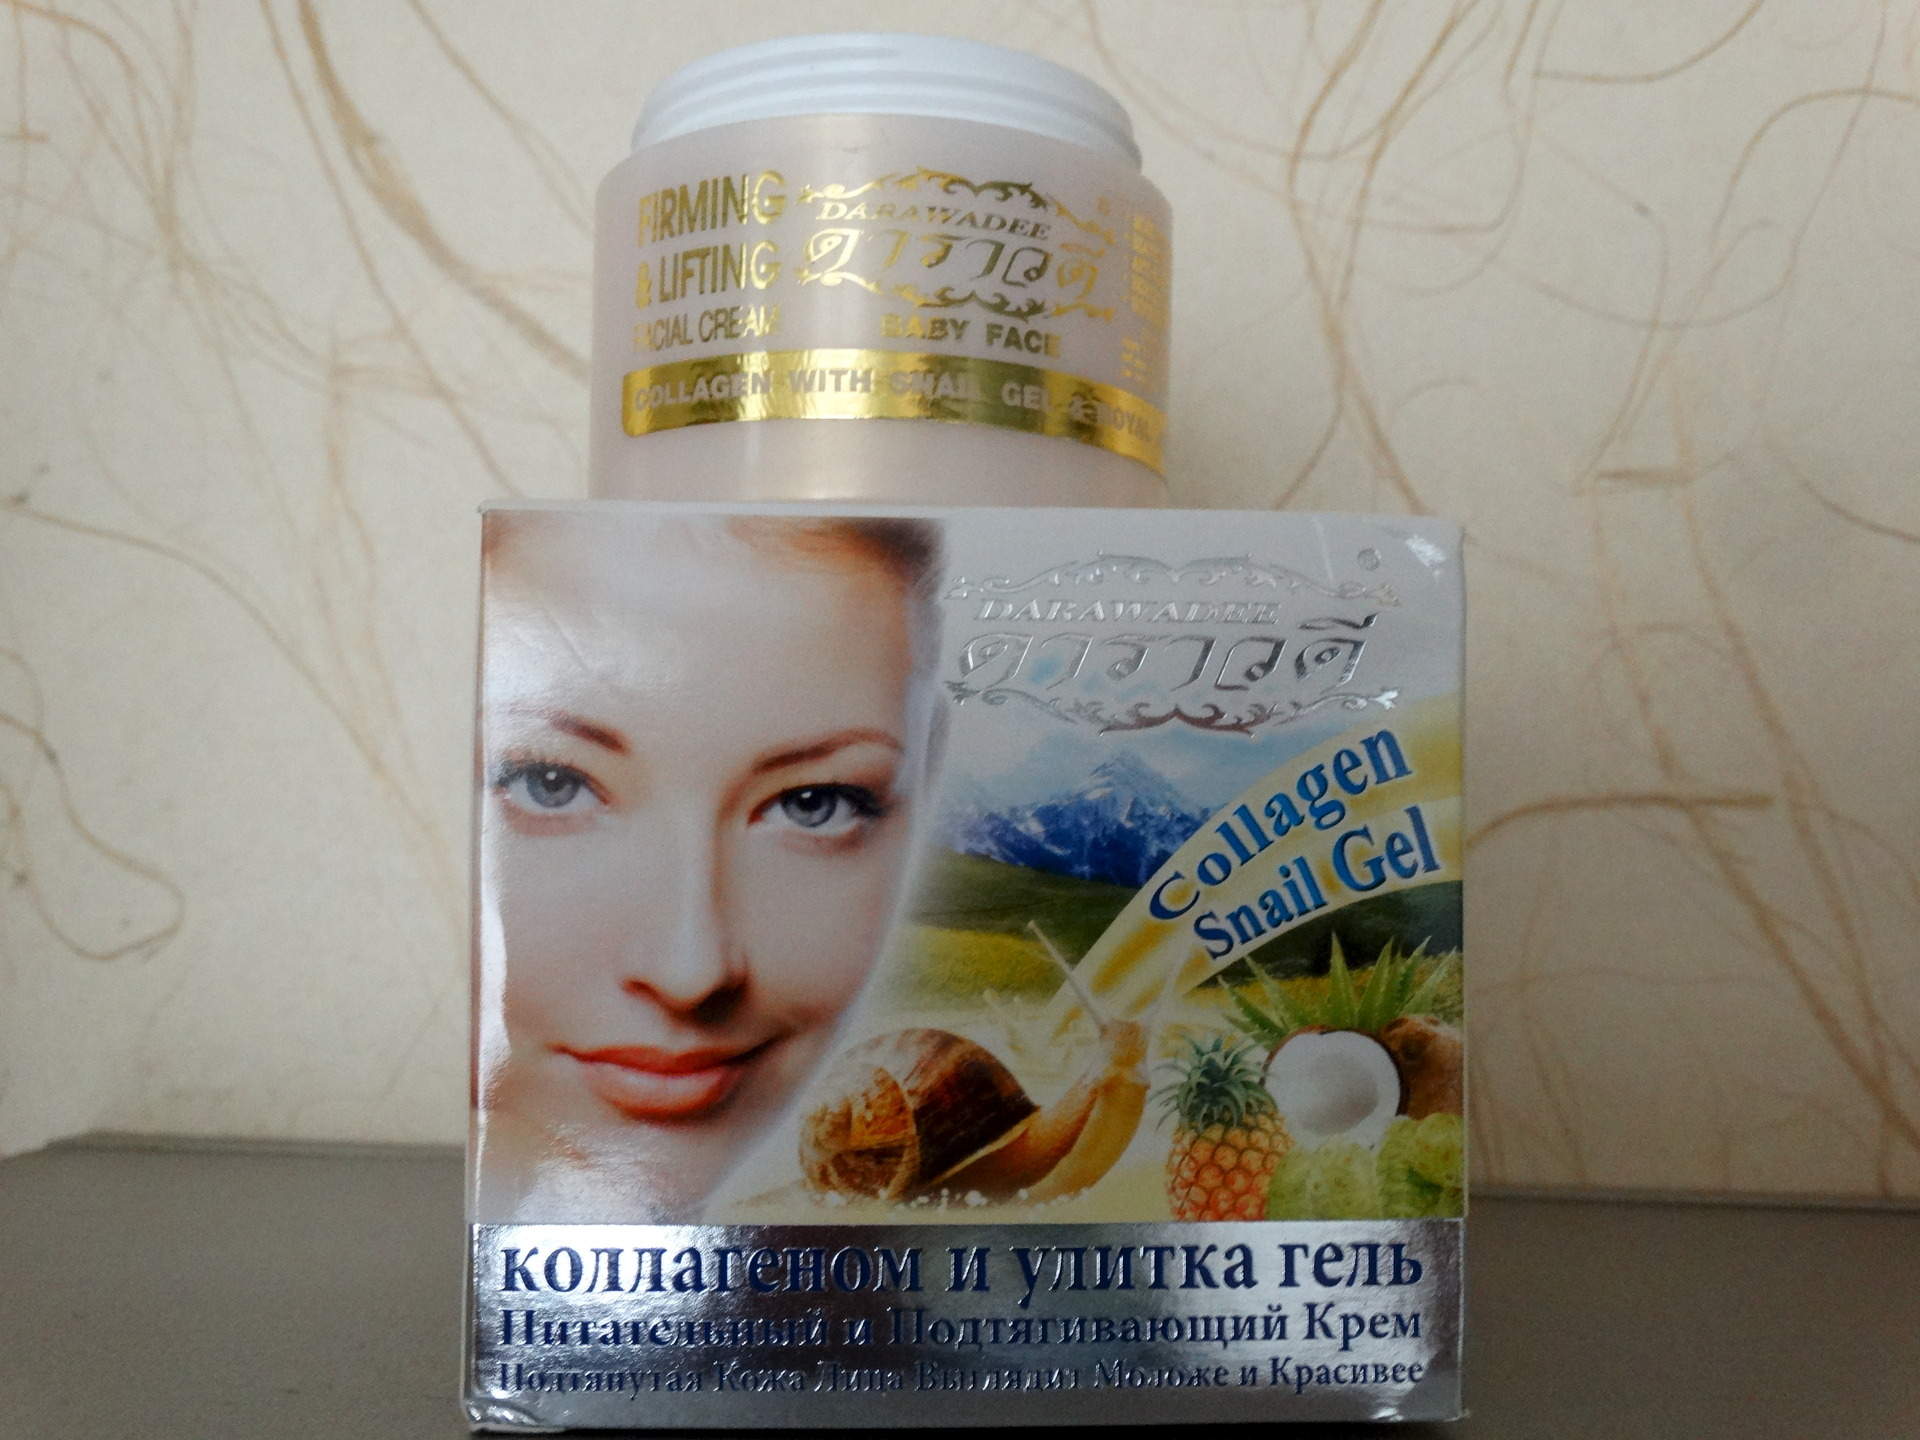 FIRMING
& LIFTING
FACIAL CREAM
DARAWADEE
ดาราวดี
BABY FACE
COLLAGEN WITH SNAIL GEL & ROYAL
®
DARAWADEE
ดาราวดี
Collagen
Snail Gel
коллагеном и улитка гель
Питательный и Подтягивающий Крем
Подтянутая Кожа Лица Выглядит Моложе и Красивее